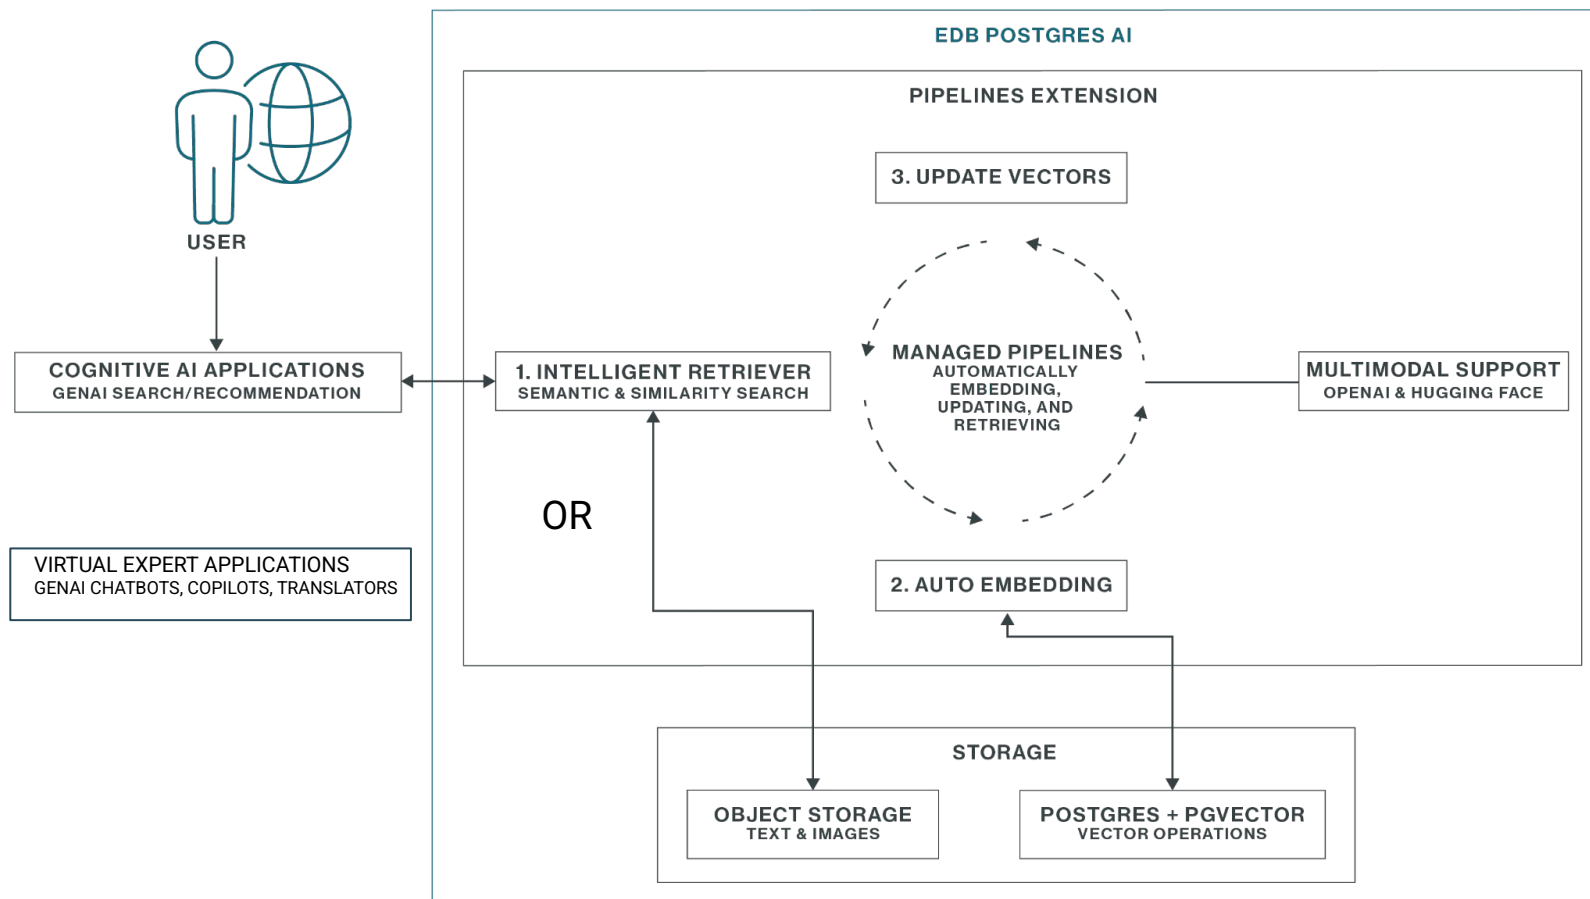 EDB POSTGRES AI
PIPELINES EXTENSION
3. UPDATE VECTORS
USER
COGNITIVE AI APPLICATIONS
GENAI SEARCH/RECOMMENDATION
1. INTELLIGENT RETRIEVER
SEMANTIC & SIMILARITY SEARCH
MANAGED PIPELINES
AUTOMATICALLY
EMBEDDING,
UPDATING, AND
RETRIEVING
MULTIMODAL SUPPORT
OPENAI & HUGGING FACE
OR
VIRTUAL EXPERT APPLICATIONS
GENAI CHATBOTS, COPILOTS, TRANSLATORS
2. AUTO EMBEDDING
STORAGE
OBJECT STORAGE
TEXT & IMAGES
POSTGRES + PGVECTOR
VECTOR OPERATIONS